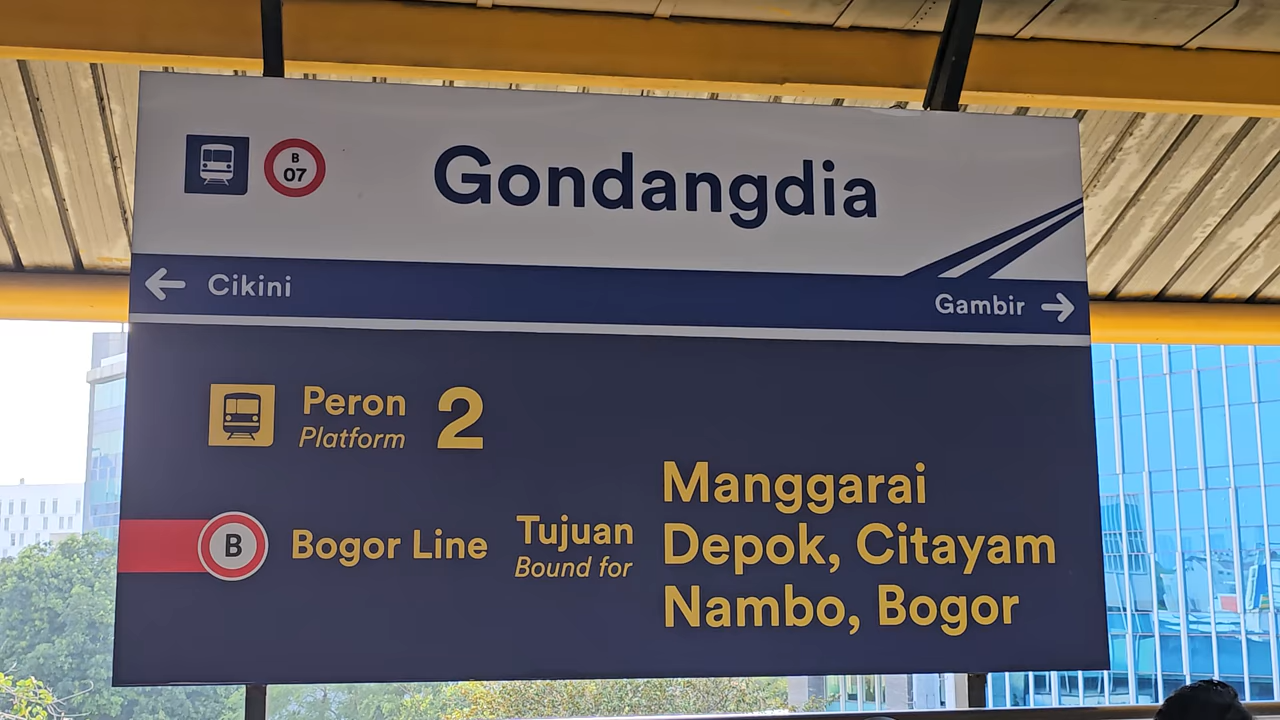 B
07
Gondangdia
← Cikini
Gambir →
Peron 2
Platform
B Bogor Line
Tujuan
Bound for
Manggarai
Depok, Citayam
Nambo, Bogor